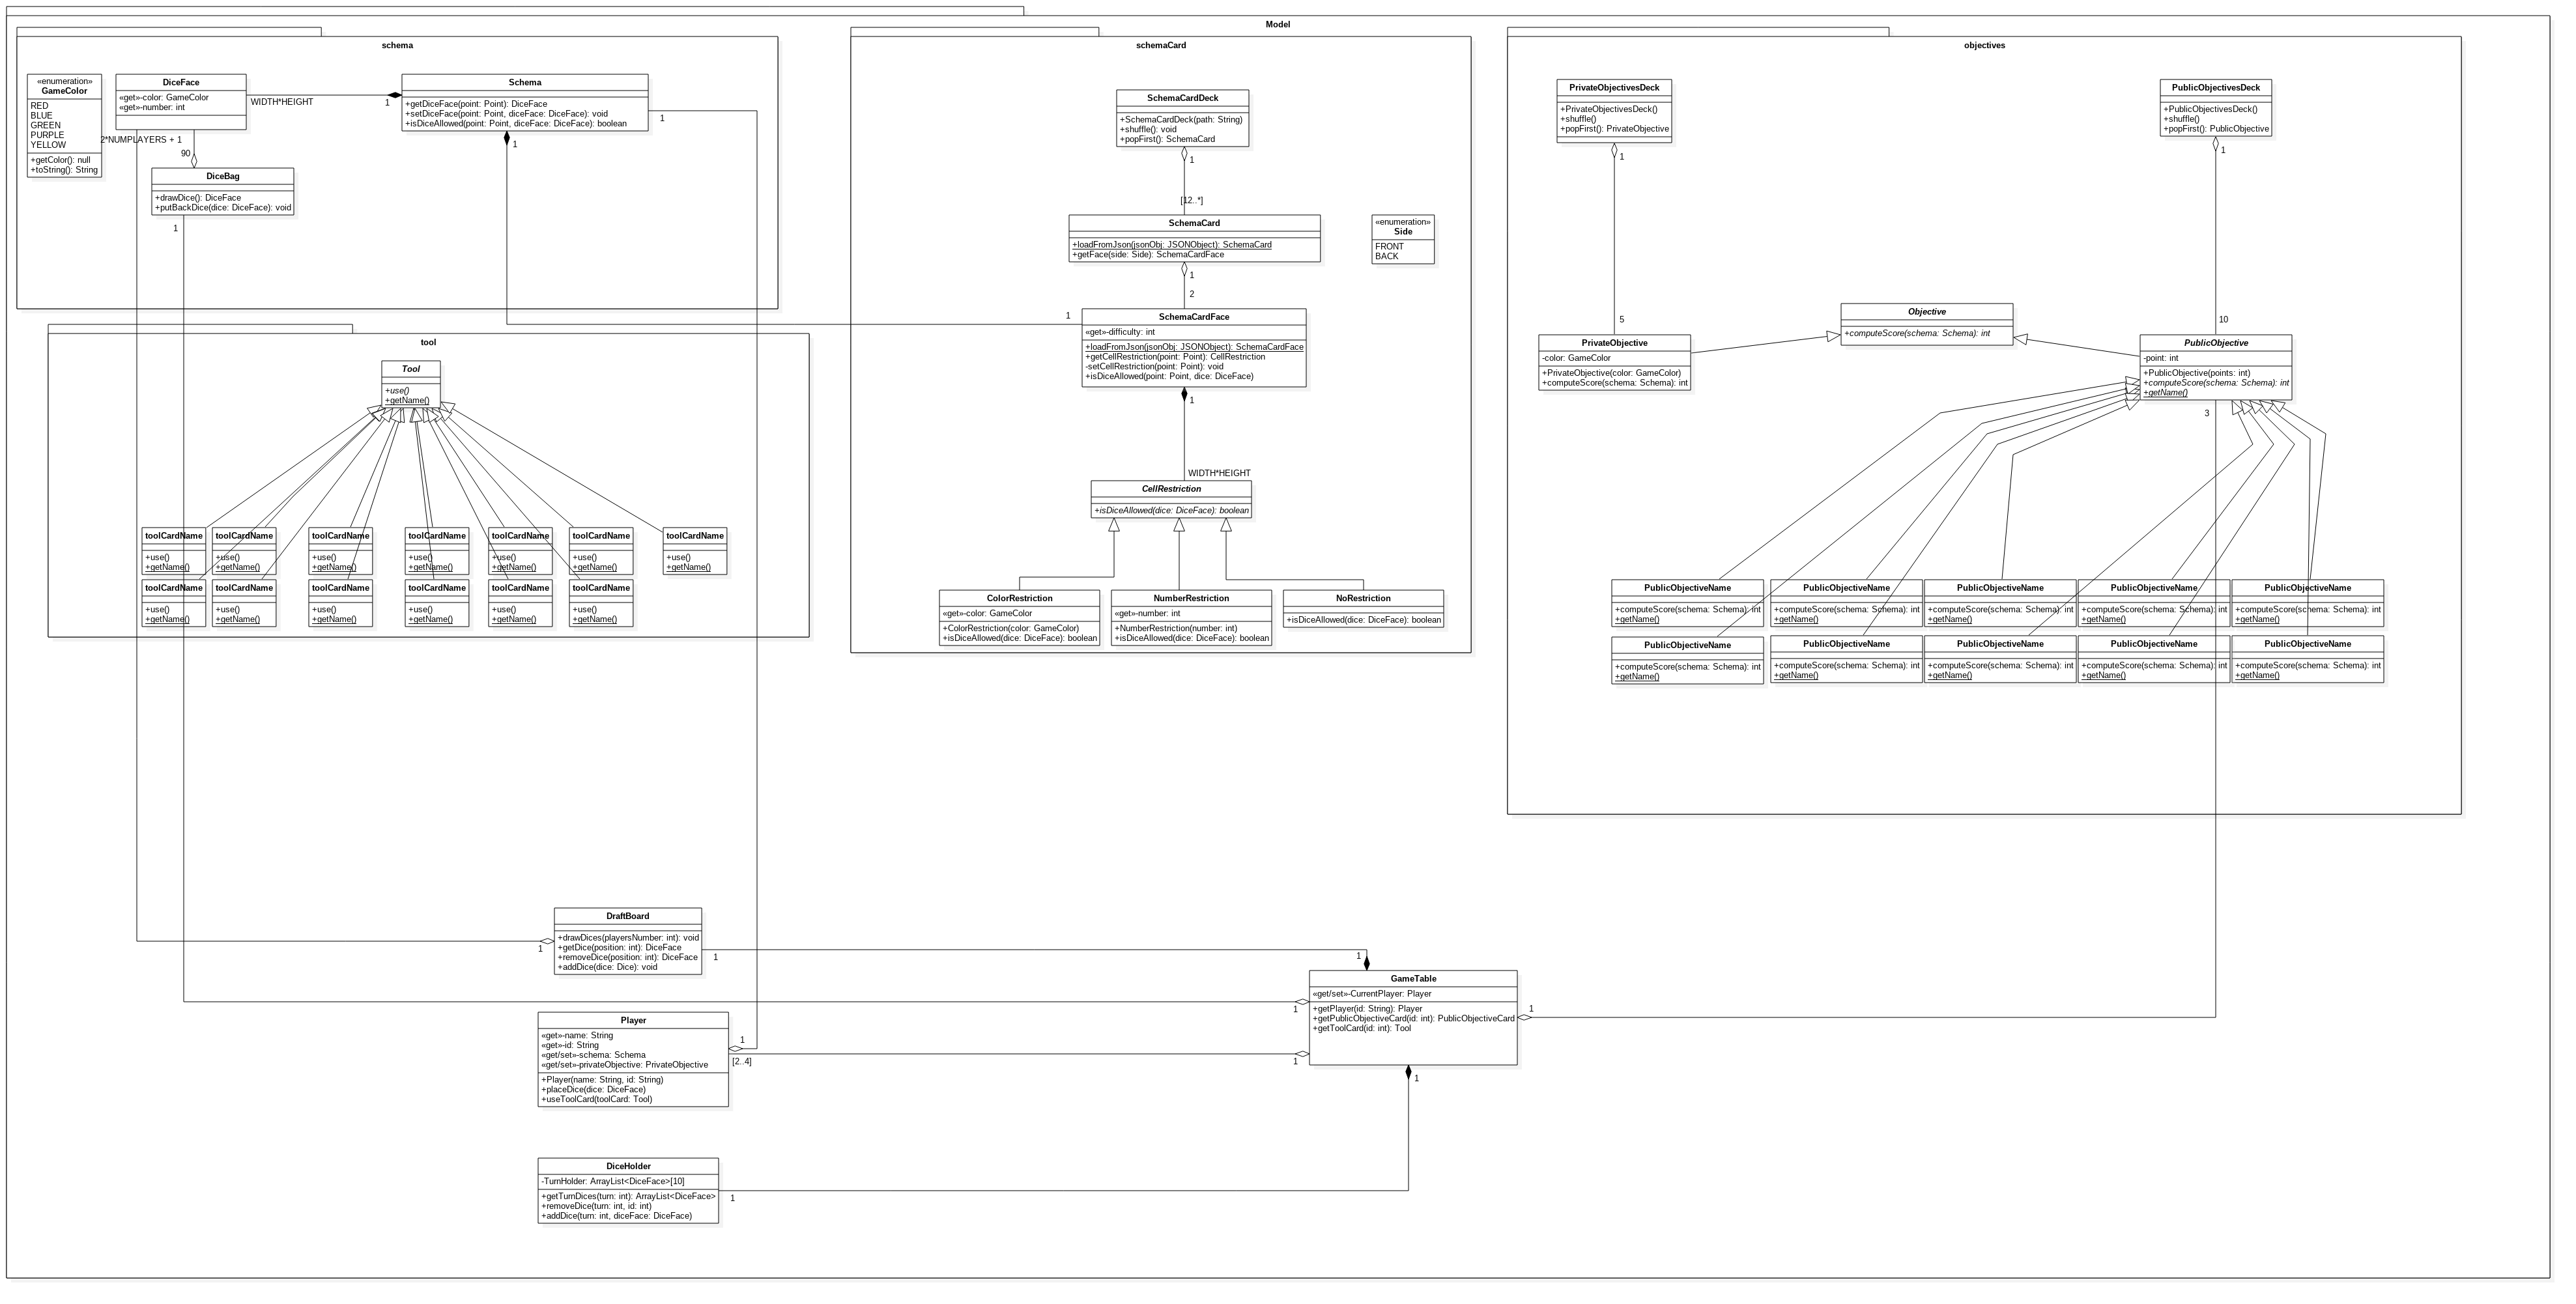 Model
schema
«enumeration»
GameColor
RED
BLUE
GREEN
PURPLE
YELLOW
+getColor(): null
+toString(): String
DiceFace
«get»-color: GameColor
«get»-number: int
WIDTH*HEIGHT
1
Schema
+getDiceFace(point: Point): DiceFace
+setDiceFace(point: Point, diceFace: DiceFace): void
+isDiceAllowed(point: Point, diceFace: DiceFace): boolean
1
1
2*NUMPLAYERS + 1
90
DiceBag
+drawDice(): DiceFace
+putBackDice(dice: DiceFace): void
1
tool
Tool
+use()
+getName()
toolCardName
+use()
+getName()
toolCardName
+use()
+getName()
toolCardName
+use()
+getName()
toolCardName
+use()
+getName()
toolCardName
+use()
+getName()
toolCardName
+use()
+getName()
toolCardName
+use()
+getName()
toolCardName
+use()
+getName()
toolCardName
+use()
+getName()
toolCardName
+use()
+getName()
toolCardName
+use()
+getName()
toolCardName
+use()
+getName()
toolCardName
+use()
+getName()
schemaCard
SchemaCardDeck
+SchemaCardDeck(path: String)
+shuffle(): void
+popFirst(): SchemaCard
1
[12..*]
SchemaCard
+loadFromJson(jsonObj: JSONObject): SchemaCard
+getFace(side: Side): SchemaCardFace
«enumeration»
Side
FRONT
BACK
1
2
1
SchemaCardFace
«get»-difficulty: int
+loadFromJson(jsonObj: JSONObject): SchemaCardFace
+getCellRestriction(point: Point): CellRestriction
-setCellRestriction(point: Point): void
+isDiceAllowed(point: Point, dice: DiceFace)
1
WIDTH*HEIGHT
CellRestriction
+isDiceAllowed(dice: DiceFace): boolean
ColorRestriction
«get»-color: GameColor
+ColorRestriction(color: GameColor)
+isDiceAllowed(dice: DiceFace): boolean
NumberRestriction
«get»-number: int
+NumberRestriction(number: int)
+isDiceAllowed(dice: DiceFace): boolean
NoRestriction
+isDiceAllowed(dice: DiceFace): boolean
objectives
PrivateObjectivesDeck
+PrivateObjectivesDeck()
+shuffle()
+popFirst(): PrivateObjective
1
PublicObjectivesDeck
+PublicObjectivesDeck()
+shuffle()
+popFirst(): PublicObjective
1
5
10
Objective
+computeScore(schema: Schema): int
PrivateObjective
-color: GameColor
+PrivateObjective(color: GameColor)
+computeScore(schema: Schema): int
PublicObjective
-point: int
+PublicObjective(points: int)
+computeScore(schema: Schema): int
+getName()
3
PublicObjectiveName
+computeScore(schema: Schema): int
+getName()
PublicObjectiveName
+computeScore(schema: Schema): int
+getName()
PublicObjectiveName
+computeScore(schema: Schema): int
+getName()
PublicObjectiveName
+computeScore(schema: Schema): int
+getName()
PublicObjectiveName
+computeScore(schema: Schema): int
+getName()
PublicObjectiveName
+computeScore(schema: Schema): int
+getName()
PublicObjectiveName
+computeScore(schema: Schema): int
+getName()
PublicObjectiveName
+computeScore(schema: Schema): int
+getName()
PublicObjectiveName
+computeScore(schema: Schema): int
+getName()
PublicObjectiveName
+computeScore(schema: Schema): int
+getName()
DraftBoard
+drawDices(playersNumber: int): void
+getDice(position: int): DiceFace
+removeDice(position: int): DiceFace
+addDice(dice: Dice): void
1
1
1
GameTable
«get/set»-CurrentPlayer: Player
+getPlayer(id: String): Player
+getPublicObjectiveCard(id: int): PublicObjectiveCard
+getToolCard(id: int): Tool
1
1
1
1
Player
«get»-name: String
«get»-id: String
«get/set»-schema: Schema
«get/set»-privateObjective: PrivateObjective
+Player(name: String, id: String)
+placeDice(dice: DiceFace)
+useToolCard(toolCard: Tool)
1
[2..4]
DiceHolder
-TurnHolder: ArrayList<DiceFace>[10]
+getTurnDices(turn: int): ArrayList<DiceFace>
+removeDice(turn: int, id: int)
+addDice(turn: int, diceFace: DiceFace)
1